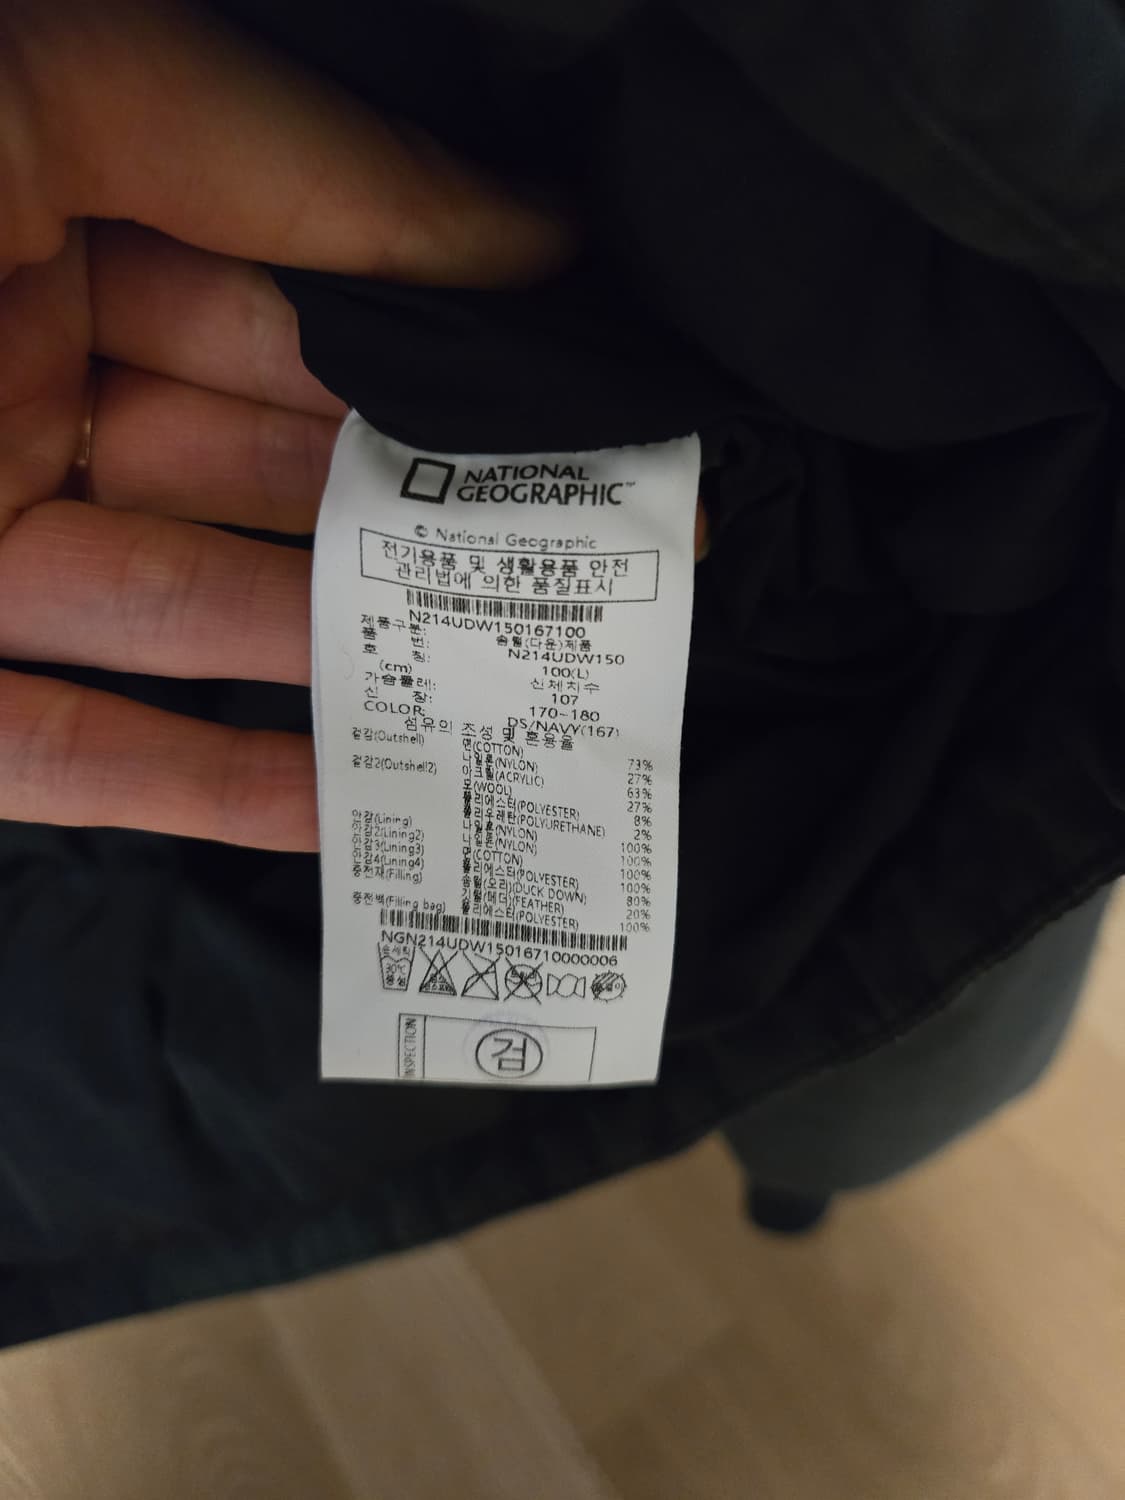 NATIONAL
GEOGRAPHIC™
© National Geographic
전기용품 및 생활용품 안전
관리법에 의한 품질표시
N214UDW150167100
제품구분: 솜털(다운)제품
품 번: N214UDW150
호 칭: 100(L)
(cm) 신체치수
가슴둘레: 107
신 장: 170~180
COLOR: DS/NAVY(167)
섬유의 조성 및 혼용율
겉감(Outshell) 면(COTTON) 73%
나일론(NYLON) 27%
겉감2(Outshell2) 아크릴(ACRYLIC) 63%
모(WOOL) 27%
폴리에스터(POLYESTER) 8%
폴리우레탄(POLYURETHANE) 2%
안감(Lining) 나일론(NYLON) 100%
안감2(Lining2) 나일론(NYLON) 100%
안감3(Lining3) 면(COTTON) 100%
안감4(Lining4) 폴리에스터(POLYESTER) 100%
충전재(Filling) 솜털(오리)(DUCK DOWN) 80%
깃털(페더)(FEATHER) 20%
충전백(Filling bag) 폴리에스터(POLYESTER) 100%
NGN214UDW15016710000006
손세탁
30℃
중성
INSPECTION
검